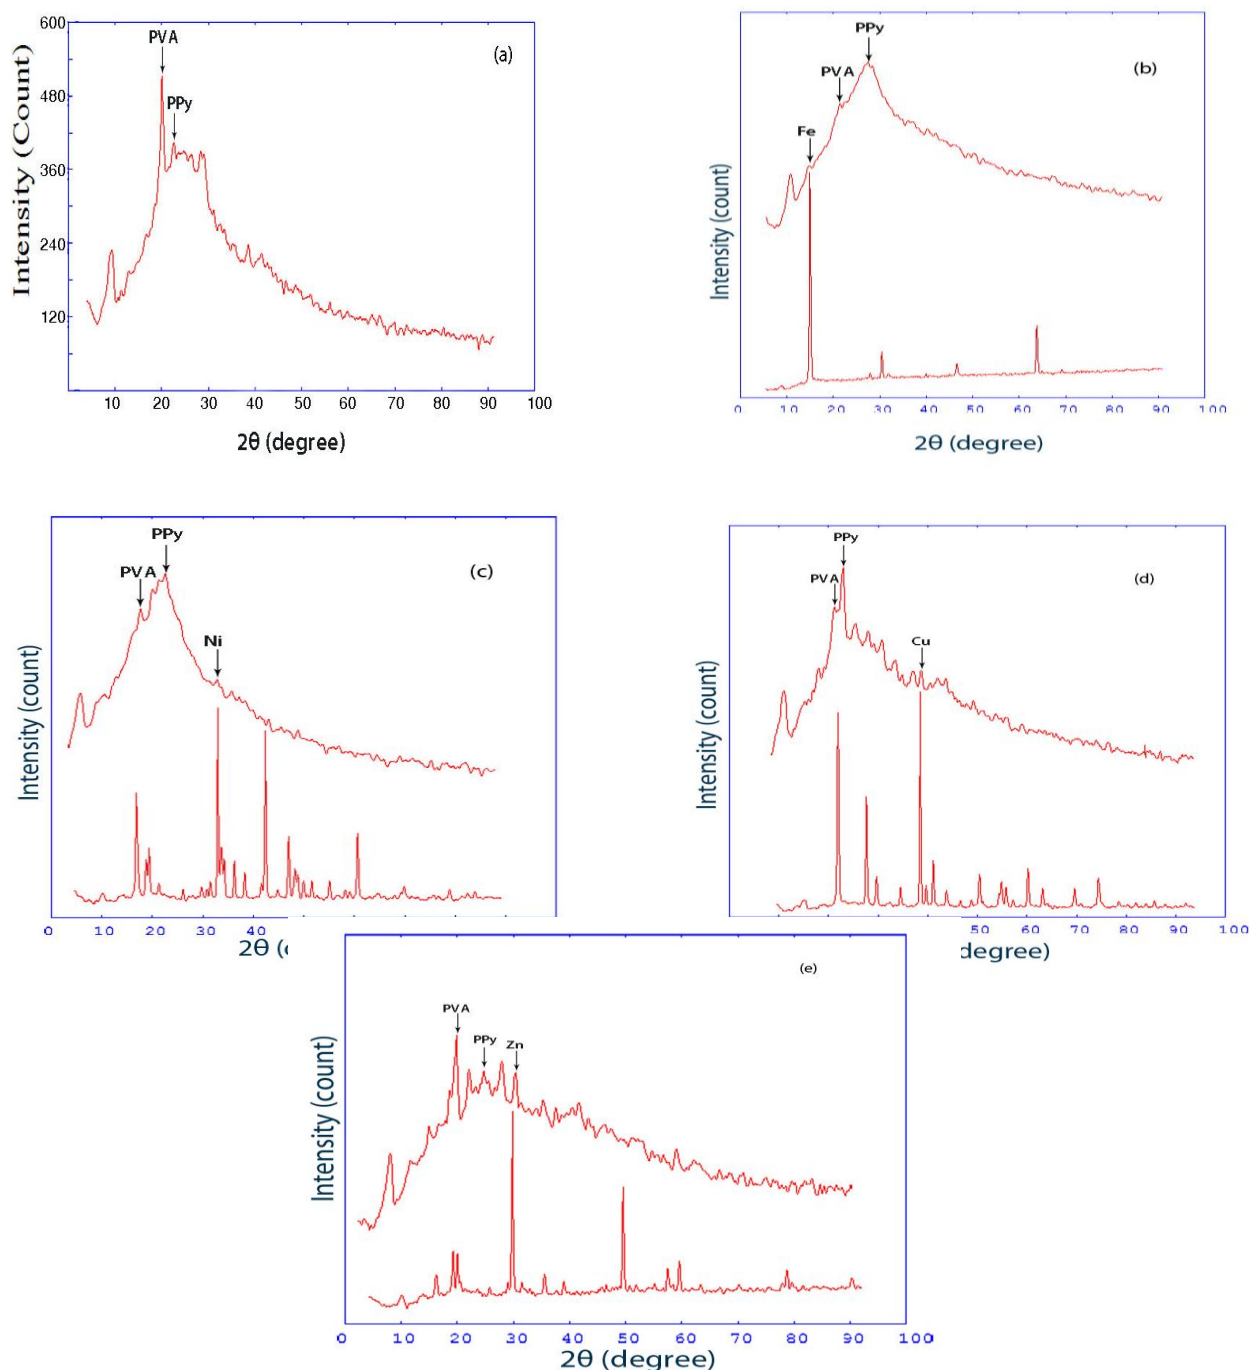 (a)
PVA
PPy
Intensity (Count)
600
480
360
240
120
10 20 30 40 50 60 70 80 90 100
2θ (degree)
(b)
PPy
PVA
Fe
Intensity (count)
0 10 20 30 40 50 60 70 80 90 100
2θ (degree)
(c)
PPy
PVA
Ni
Intensity (count)
0 10 20 30 40
2θ (
(d)
PPy
PVA
Cu
Intensity (count)
50 60 70 80 90 100
degree)
(e)
PVA
PPy
Zn
Intensity (count)
0 10 20 30 40 50 60 70 80 90 100
2θ (degree)